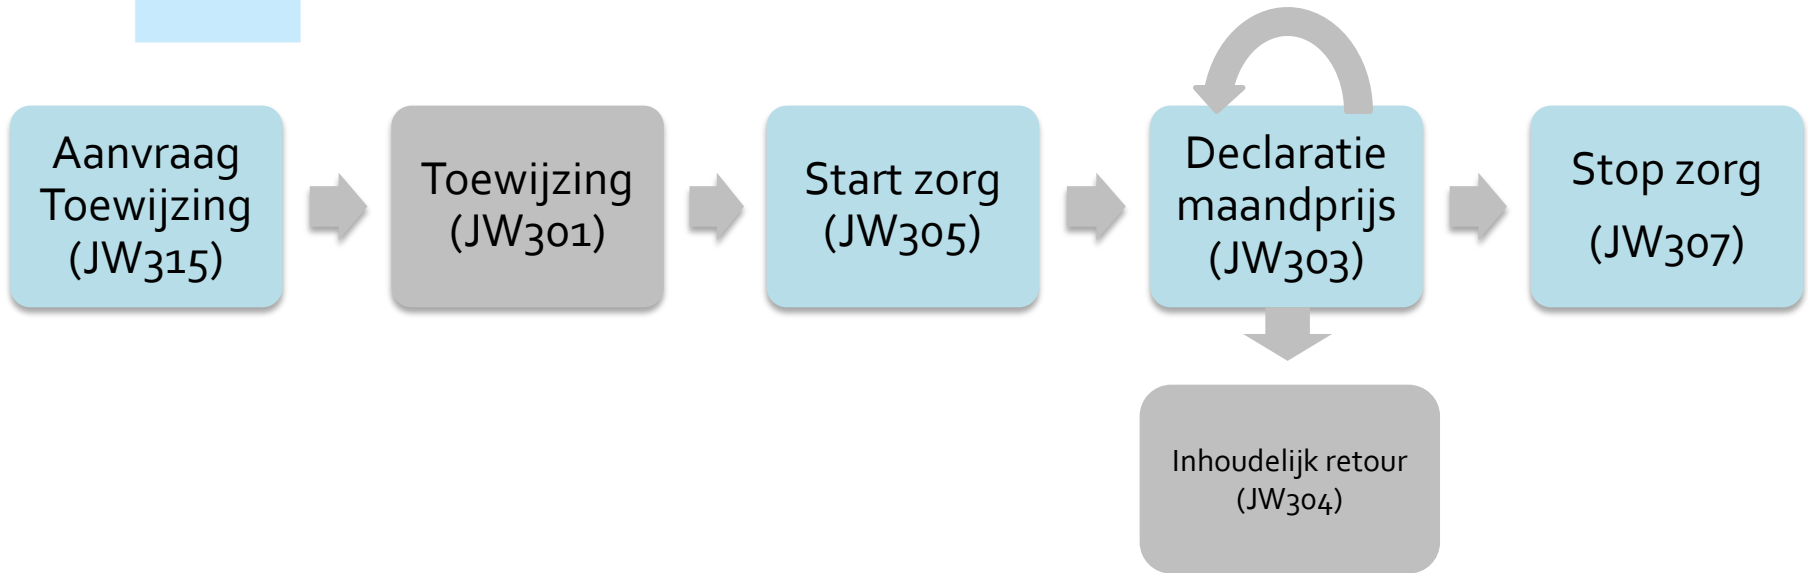 Aanvraag
Toewijzing
(JW315)
Toewijzing
(JW301)
Start zorg
(JW305)
Declaratie
maandprijs
(JW303)
Stop zorg
(JW307)
Inhoudelijk retour
(JW304)